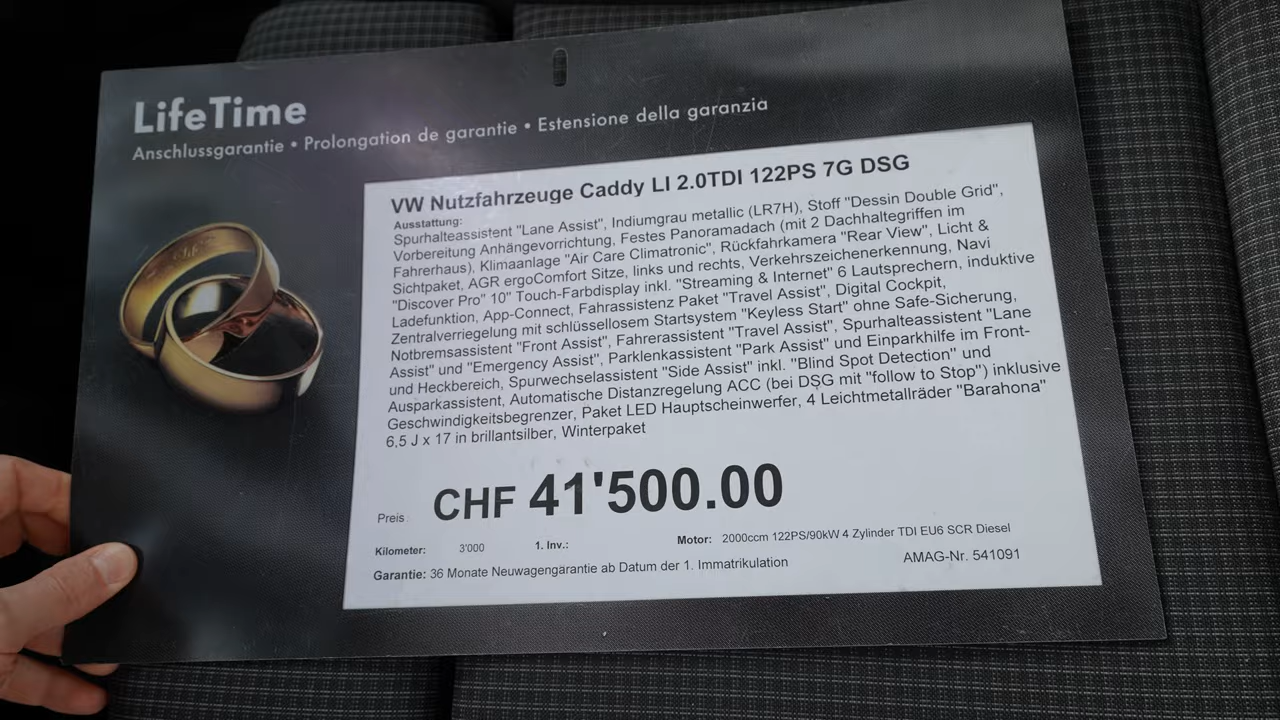 LifeTime
Anschlussgarantie • Prolongation de garantie • Estensione della garanzia
VW Nutzfahrzeuge Caddy LI 2.0TDI 122PS 7G DSG
Ausstattung:
Spurhalteassistent "Lane Assist", Indiumgrau metallic (LR7H), Stoff "Dessin Double Grid",
Vorbereitung Anhängevorrichtung, Festes Panoramadach (mit 2 Dachhaltegriffen im
Fahrerhaus), Klimaanlage "Air Care Climatronic", Rückfahrkamera "Rear View", Licht &
Sichtpaket, AGR ergoComfort Sitze, links und rechts, Verkehrszeichenerkennung, Navi
"Discover Pro" 10" Touch-Farbdisplay inkl. "Streaming & Internet" 6 Lautsprechern, induktive
Ladefunktion, App-Connect, Fahrassistenz Paket "Travel Assist", Digital Cockpit,
Zentralverriegelung mit schlüssellosem Startsystem "Keyless Start" ohne Safe-Sicherung,
Notbremsassistent "Front Assist", Fahrerassistent "Travel Assist", Spurhalteassistent "Lane
Assist" und "Emergency Assist", Parklenkassistent "Park Assist" und Einparkhilfe im Front-
und Heckbereich, Spurwechselassistent "Side Assist" inkl. "Blind Spot Detection" und
Ausparkassistent, Automatische Distanzregelung ACC (bei DSG mit "follow to Stop") inklusive
Geschwindigkeitsbegrenzer, Paket LED Hauptscheinwerfer, 4 Leichtmetallräder "Barahona"
6,5 J x 17 in brillantsilber, Winterpaket
Preis: CHF 41'500.00
Kilometer: 3'000 1. Inv.: Motor: 2000ccm 122PS/90kW 4 Zylinder TDI EU6 SCR Diesel
Garantie: 36 Monate Neuwagengarantie ab Datum der 1. Immatrikulation AMAG-Nr. 541091